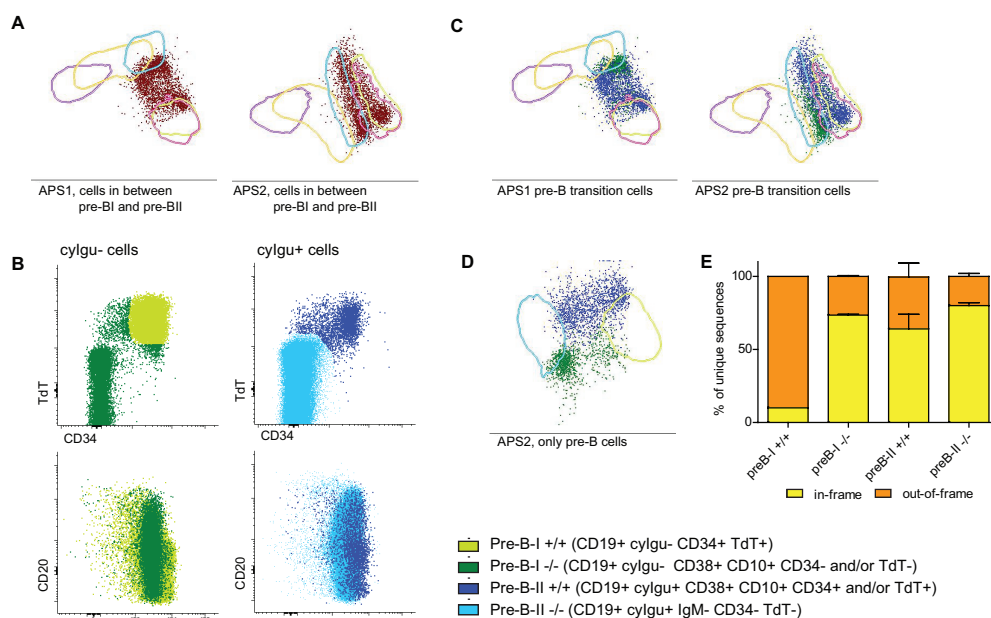 A
APS1, cells in between
pre-BI and pre-BII
APS2, cells in between
pre-BI and pre-BII
C
APS1 pre-B transition cells
APS2 pre-B transition cells
B
cyIgu- cells
cyIgu+ cells
TdT
CD34
TdT
CD34
CD20
CD20
D
APS2, only pre-B cells
E
% of unique sequences
100
50
0
preB-I +/+
preB-I -/-
preB-II +/+
preB-II -/-
in-frame
out-of-frame
Pre-B-I +/+ (CD19+ cyIgu- CD34+ TdT+)
Pre-B-I -/- (CD19+ cyIgu- CD38+ CD10+ CD34- and/or TdT-)
Pre-B-II +/+ (CD19+ cyIgu+ CD38+ CD10+ CD34+ and/or TdT+)
Pre-B-II -/- (CD19+ cyIgu+ IgM- CD34- TdT-)